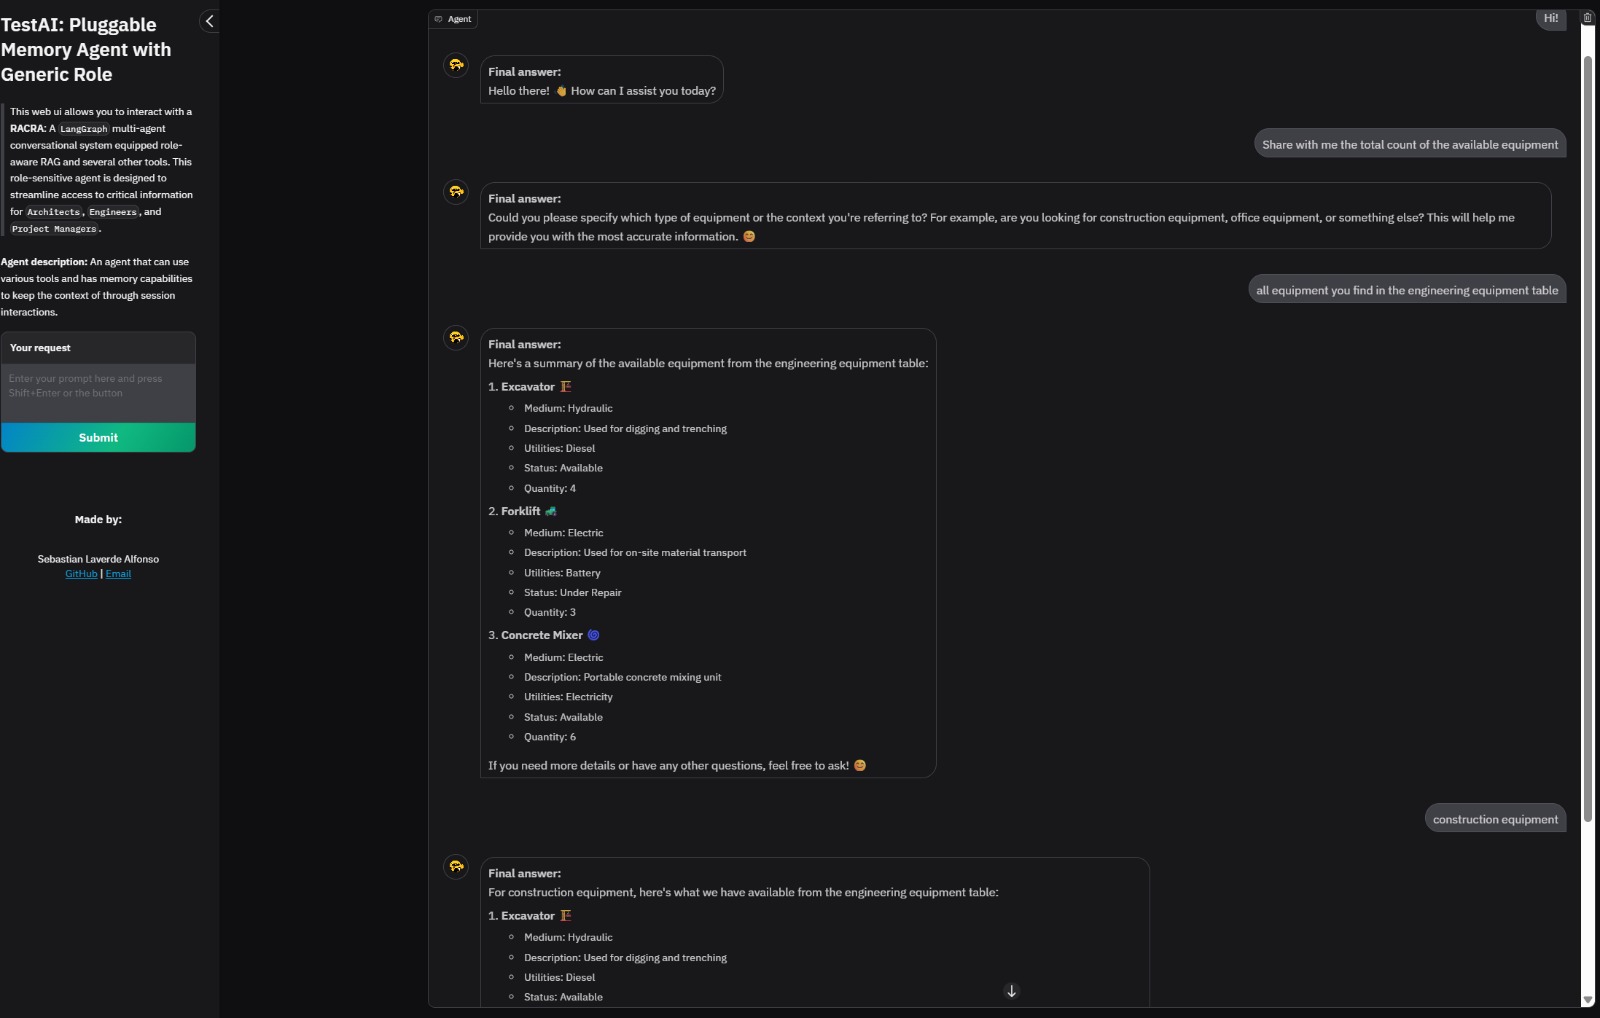 TestAI: Pluggable
Memory Agent with
Generic Role
This web ui allows you to interact with a
RACRA: A LangGraph multi-agent
conversational system equipped role-
aware RAG and several other tools. This
role-sensitive agent is designed to
streamline access to critical information
for Architects, Engineers, and
Project Managers.
Agent description: An agent that can use
various tools and has memory capabilities
to keep the context of through session
interactions.
Your request
Enter your prompt here and press
Shift+Enter or the button
Submit
Made by:
Sebastian Laverde Alfonso
GitHub | Email
Agent
Hi!
Final answer:
Hello there! 👋 How can I assist you today?
Share with me the total count of the available equipment
Final answer:
Could you please specify which type of equipment or the context you're referring to? For example, are you looking for construction equipment, office equipment, or something else? This will help me
provide you with the most accurate information. 😊
all equipment you find in the engineering equipment table
Final answer:
Here's a summary of the available equipment from the engineering equipment table:
1. Excavator 🏗️
Medium: Hydraulic
Description: Used for digging and trenching
Utilities: Diesel
Status: Available
Quantity: 4
2. Forklift 🚜
Medium: Electric
Description: Used for on-site material transport
Utilities: Battery
Status: Under Repair
Quantity: 3
3. Concrete Mixer 🌀
Medium: Electric
Description: Portable concrete mixing unit
Utilities: Electricity
Status: Available
Quantity: 6
If you need more details or have any other questions, feel free to ask! 😊
construction equipment
Final answer:
For construction equipment, here's what we have available from the engineering equipment table:
1. Excavator 🏗️
Medium: Hydraulic
Description: Used for digging and trenching
Utilities: Diesel
Status: Available